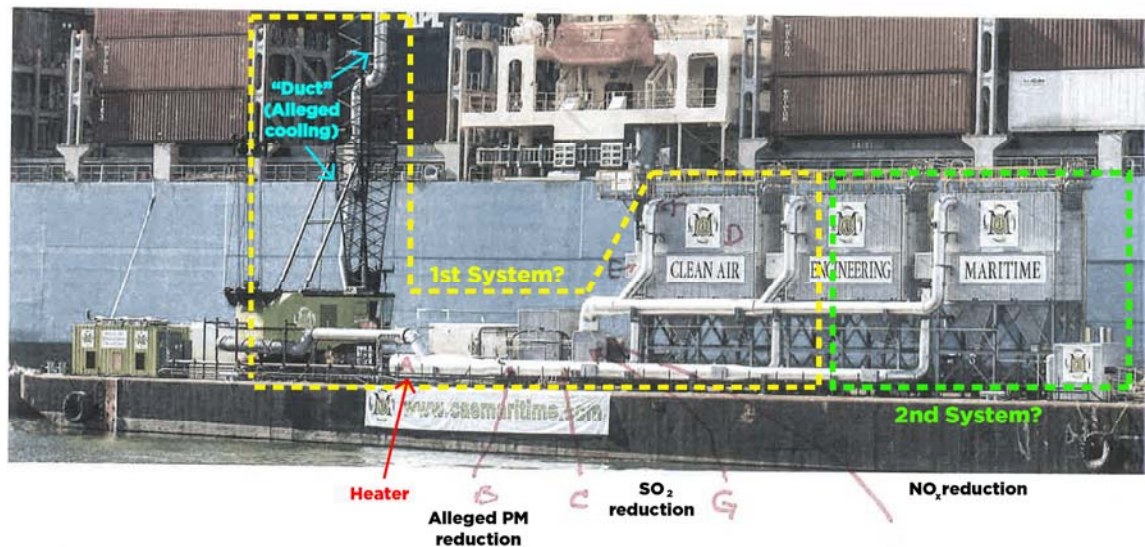 APL
“Duct”
(Alleged
cooling)
1st System?
D
E
CLEAN AIR
ENGINEERING
MARITIME
A
www.caemaritime.com
2nd System?
Heater
B
C
G
Alleged PM
reduction
SO₂
reduction
NOₓ reduction